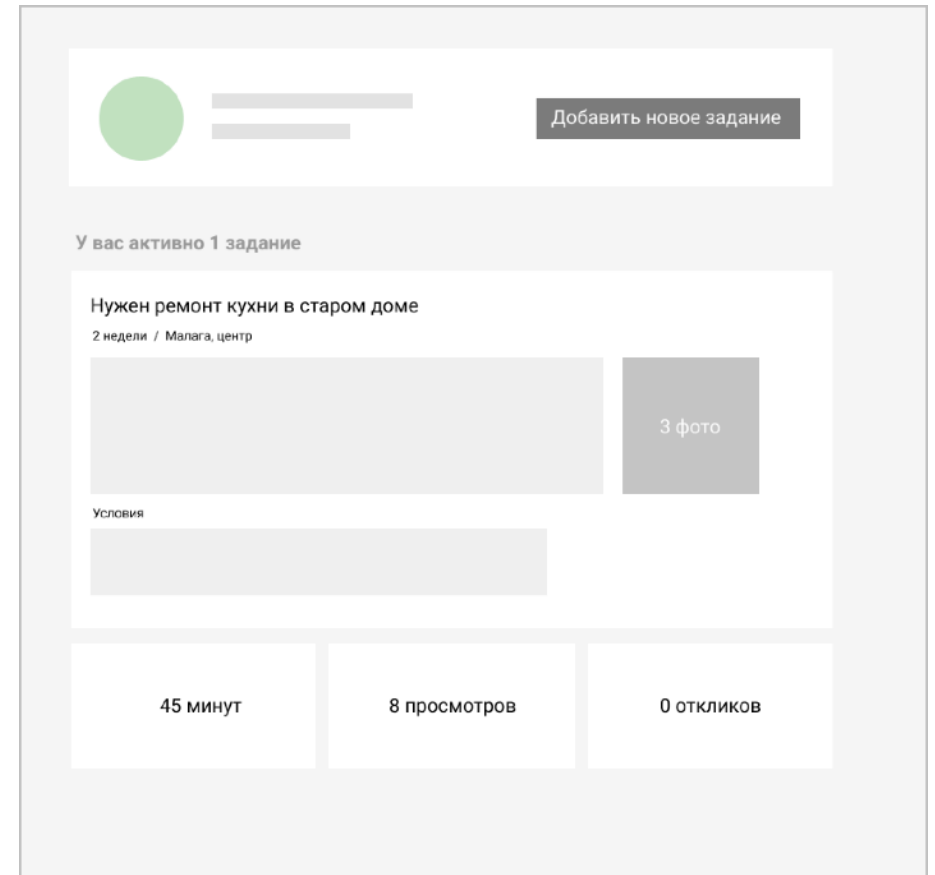 Добавить новое задание
У вас активно 1 задание
Нужен ремонт кухни в старом доме
2 недели / Малага, центр
3 фото
Условия
45 минут
8 просмотров
0 откликов